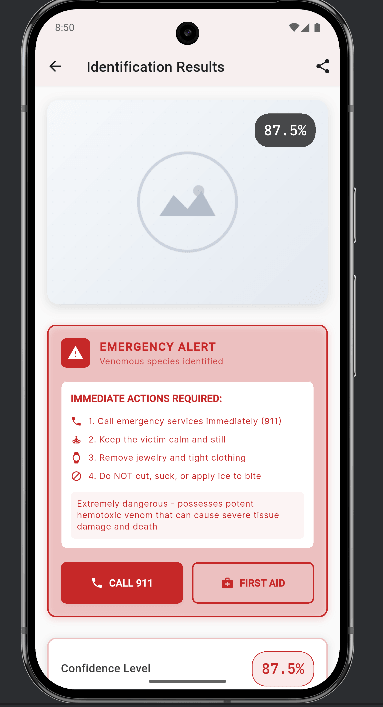 8:50
Identification Results
87.5%
EMERGENCY ALERT
Venomous species identified
IMMEDIATE ACTIONS REQUIRED:
1. Call emergency services immediately (911)
2. Keep the victim calm and still
3. Remove jewelry and tight clothing
4. Do NOT cut, suck, or apply ice to bite
Extremely dangerous - possesses potent
hemotoxic venom that can cause severe tissue
damage and death
CALL 911
FIRST AID
Confidence Level
87.5%